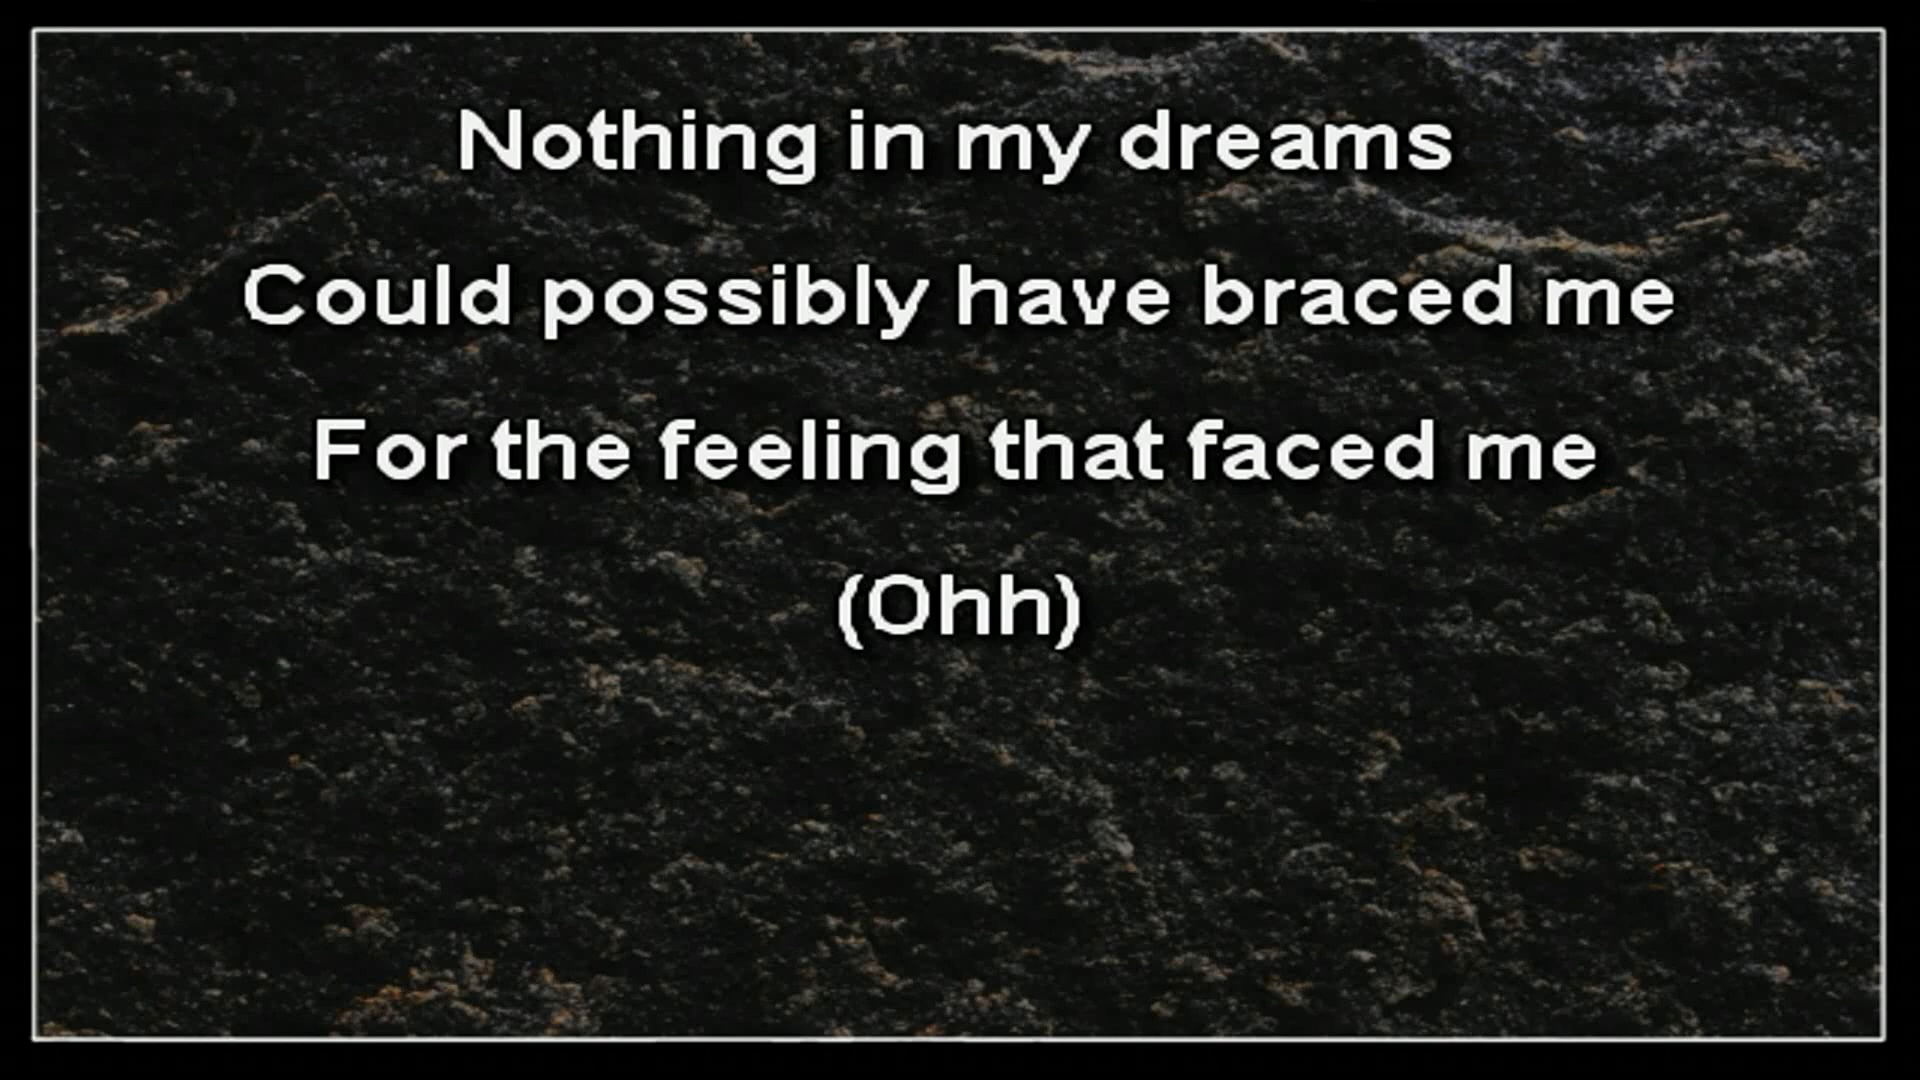 Nothing in my dreams
Could possibly have braced me
For the feeling that faced me
(Ohh)